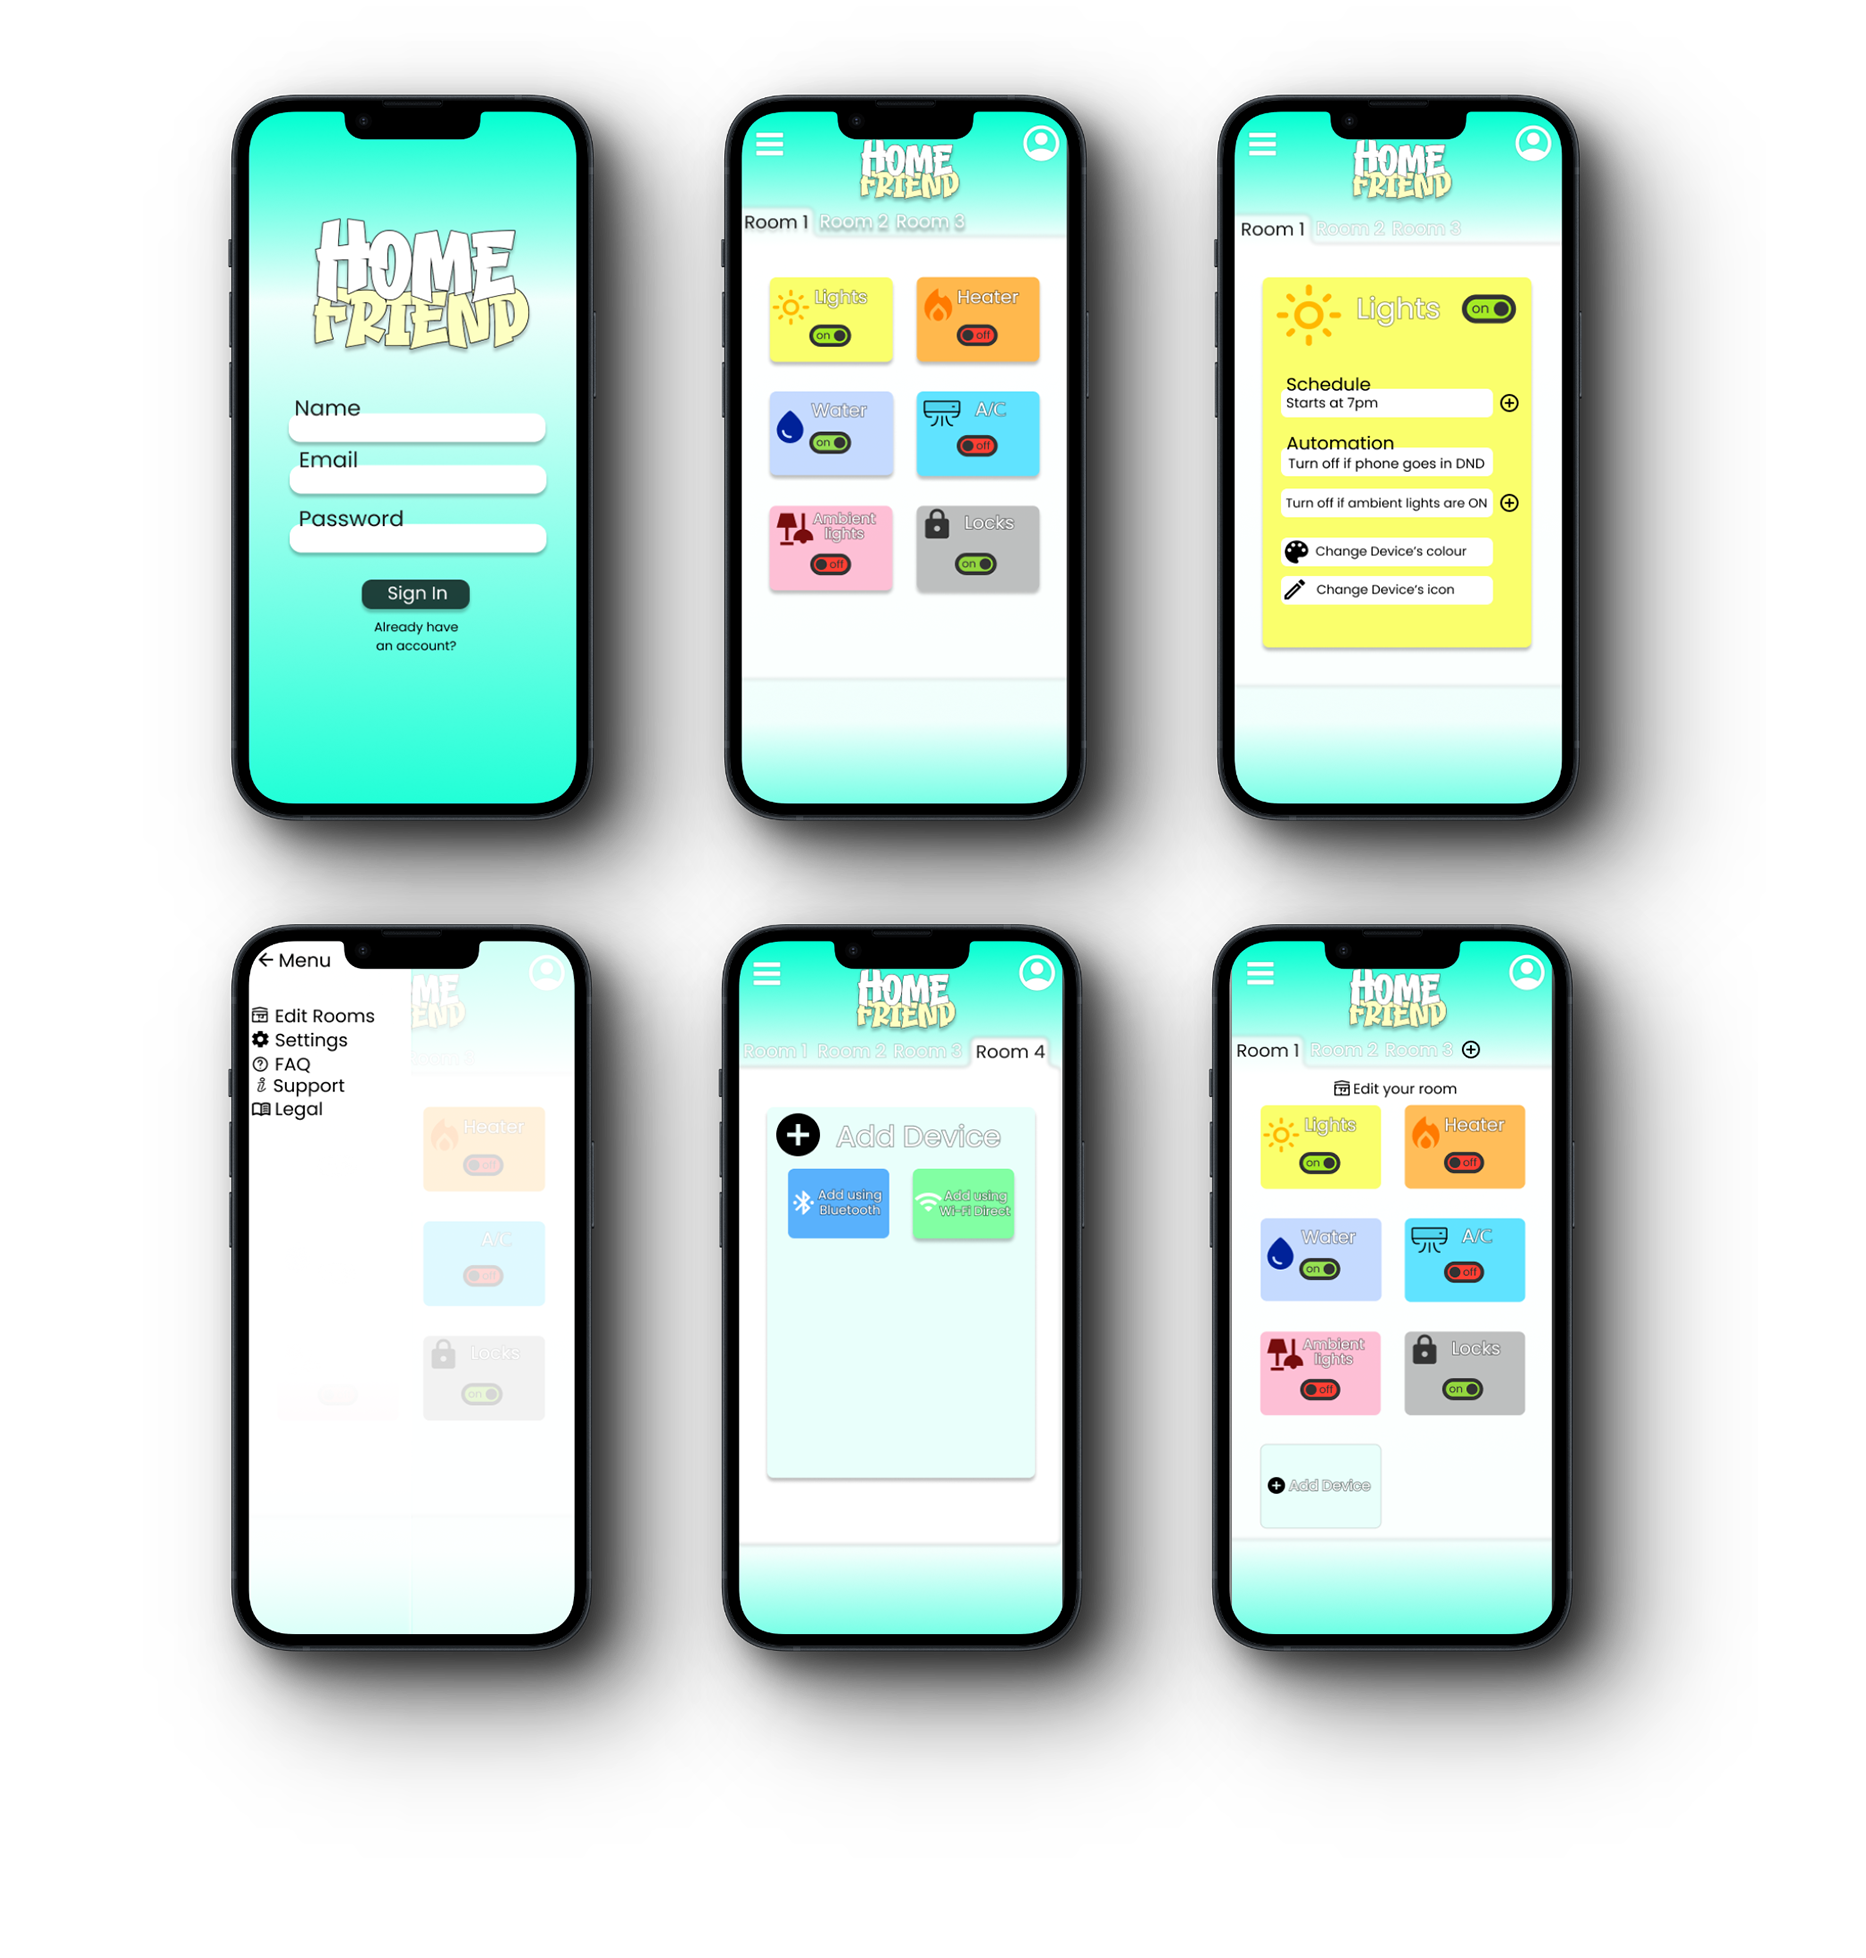 HOME
FRIEND
Name
Email
Password
Sign In
Already have
an account?
HOME
FRIEND
Room 1 Room 2 Room 3
Lights
on
Heater
off
Water
on
A/C
off
Ambient
lights
off
Locks
on
HOME
FRIEND
Room 1 Room 2 Room 3
Lights
on
Schedule
Starts at 7pm
Automation
Turn off if phone goes in DND
Turn off if ambient lights are ON
Change Device's colour
Change Device's icon
Menu
Edit Rooms
Settings
FAQ
Support
Legal
ME
END
Heater
off
A/C
off
Locks
on
HOME
FRIEND
Room 1 Room 2 Room 3 Room 4
Add Device
Add using
Bluetooth
Add using
Wi-Fi Direct
HOME
FRIEND
Room 1 Room 2 Room 3
Edit your room
Lights
on
Heater
off
Water
on
A/C
off
Ambient
lights
off
Locks
on
Add Device